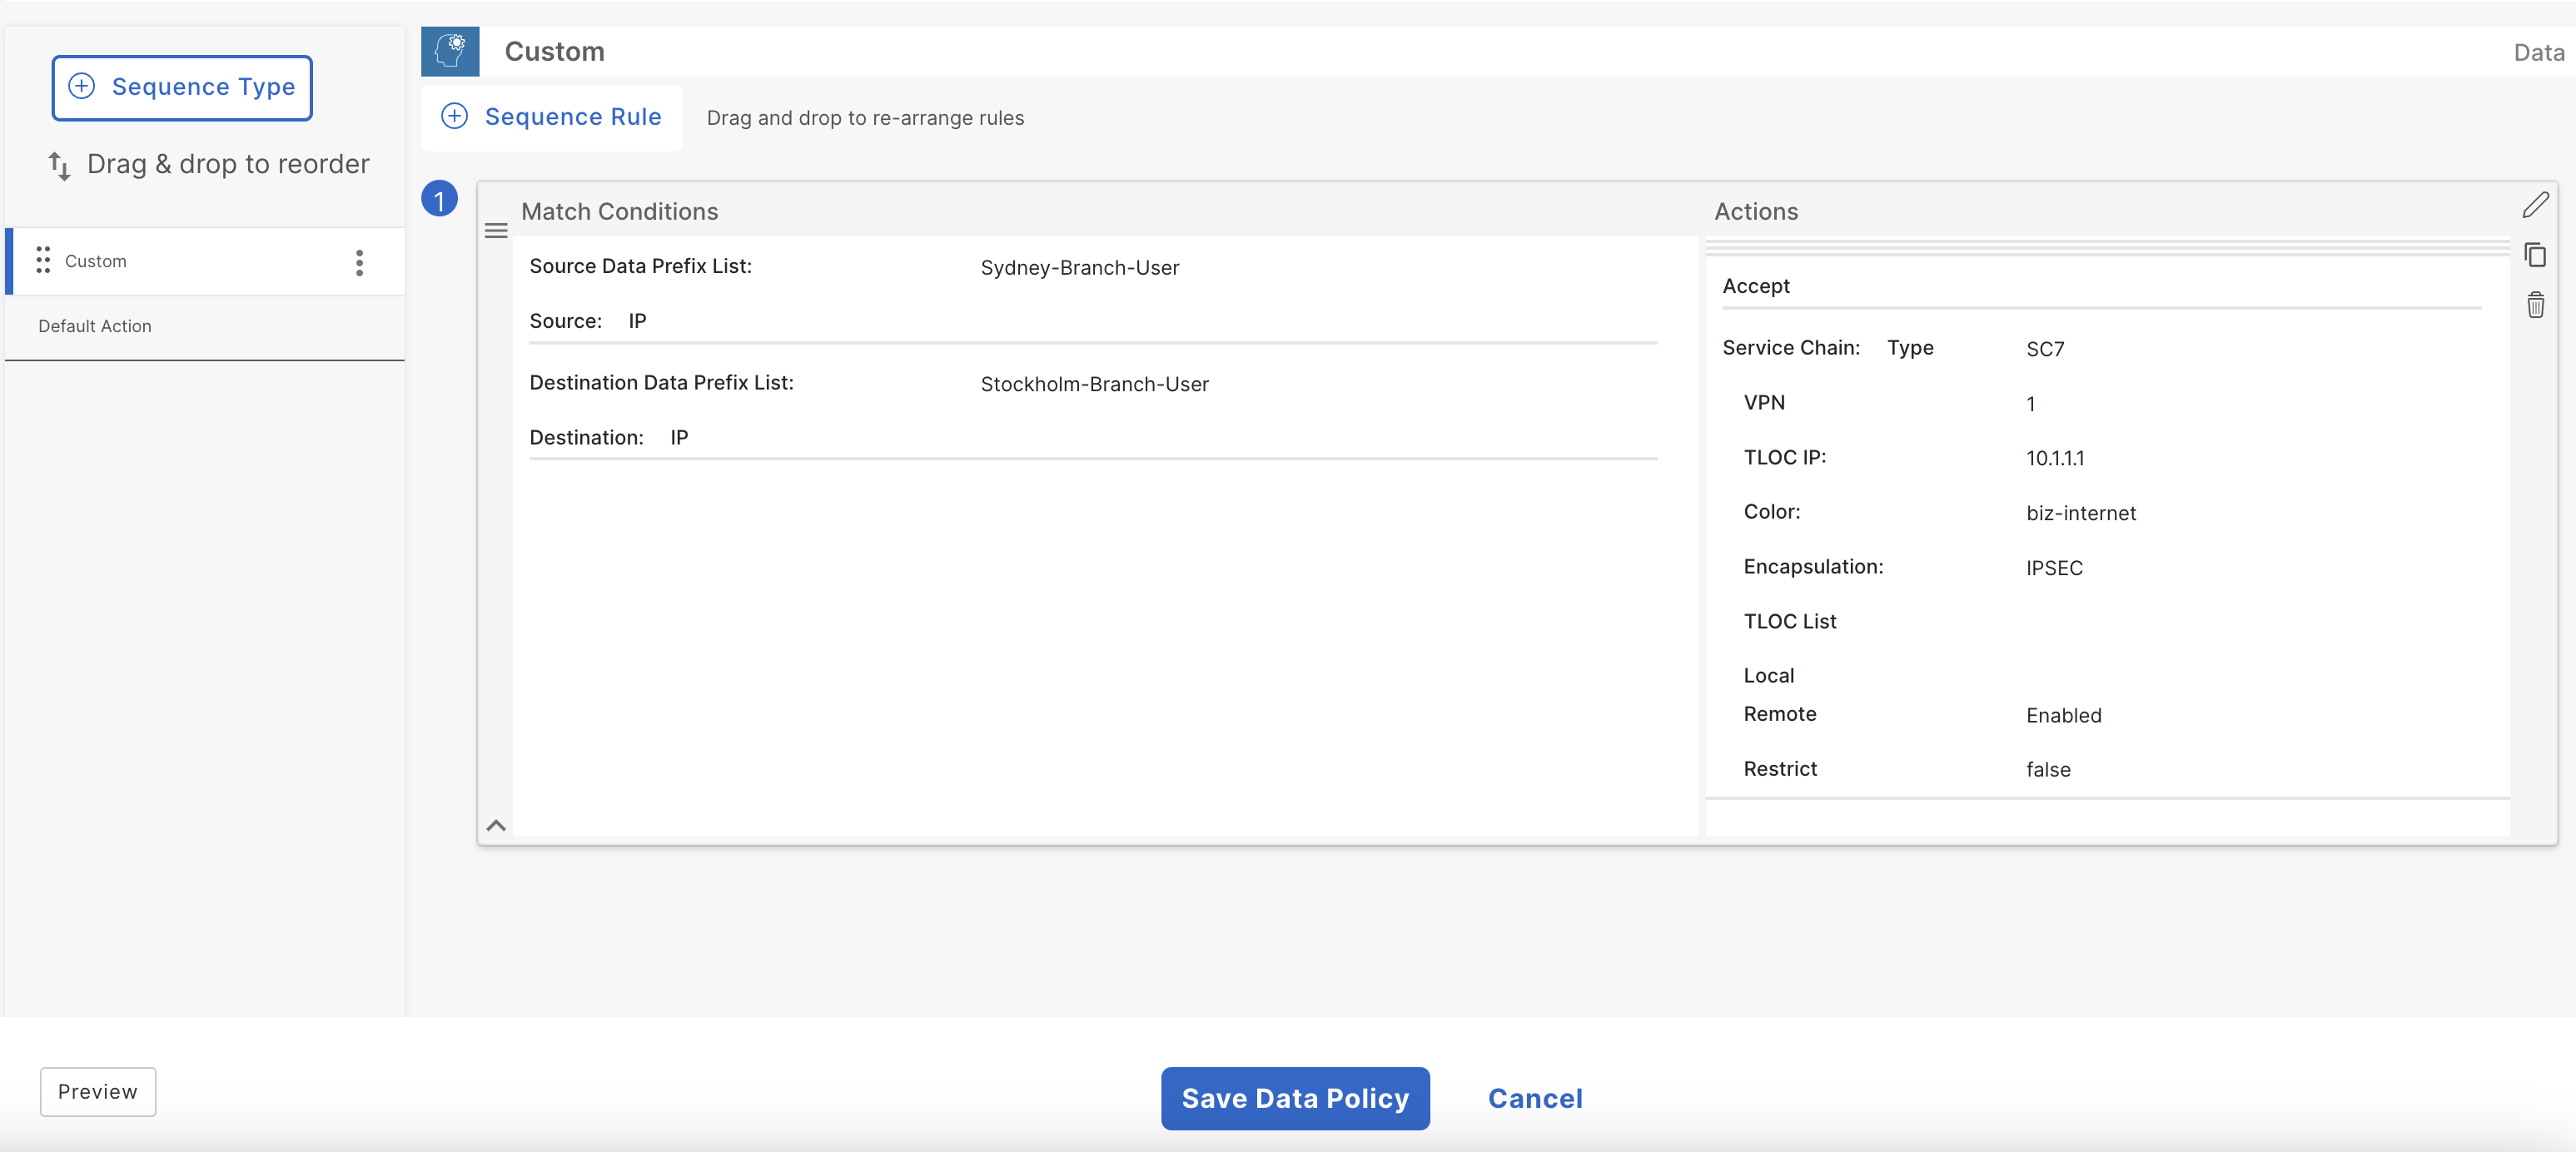 Sequence Type
Drag & drop to reorder
Custom
Default Action
Custom
Data
Sequence Rule
Drag and drop to re-arrange rules
1
Match Conditions
Source Data Prefix List: Sydney-Branch-User
Source: IP
Destination Data Prefix List: Stockholm-Branch-User
Destination: IP
Actions
Accept
Service Chain: Type SC7
VPN 1
TLOC IP: 10.1.1.1
Color: biz-internet
Encapsulation: IPSEC
TLOC List
Local
Remote Enabled
Restrict false
Preview
Save Data Policy
Cancel